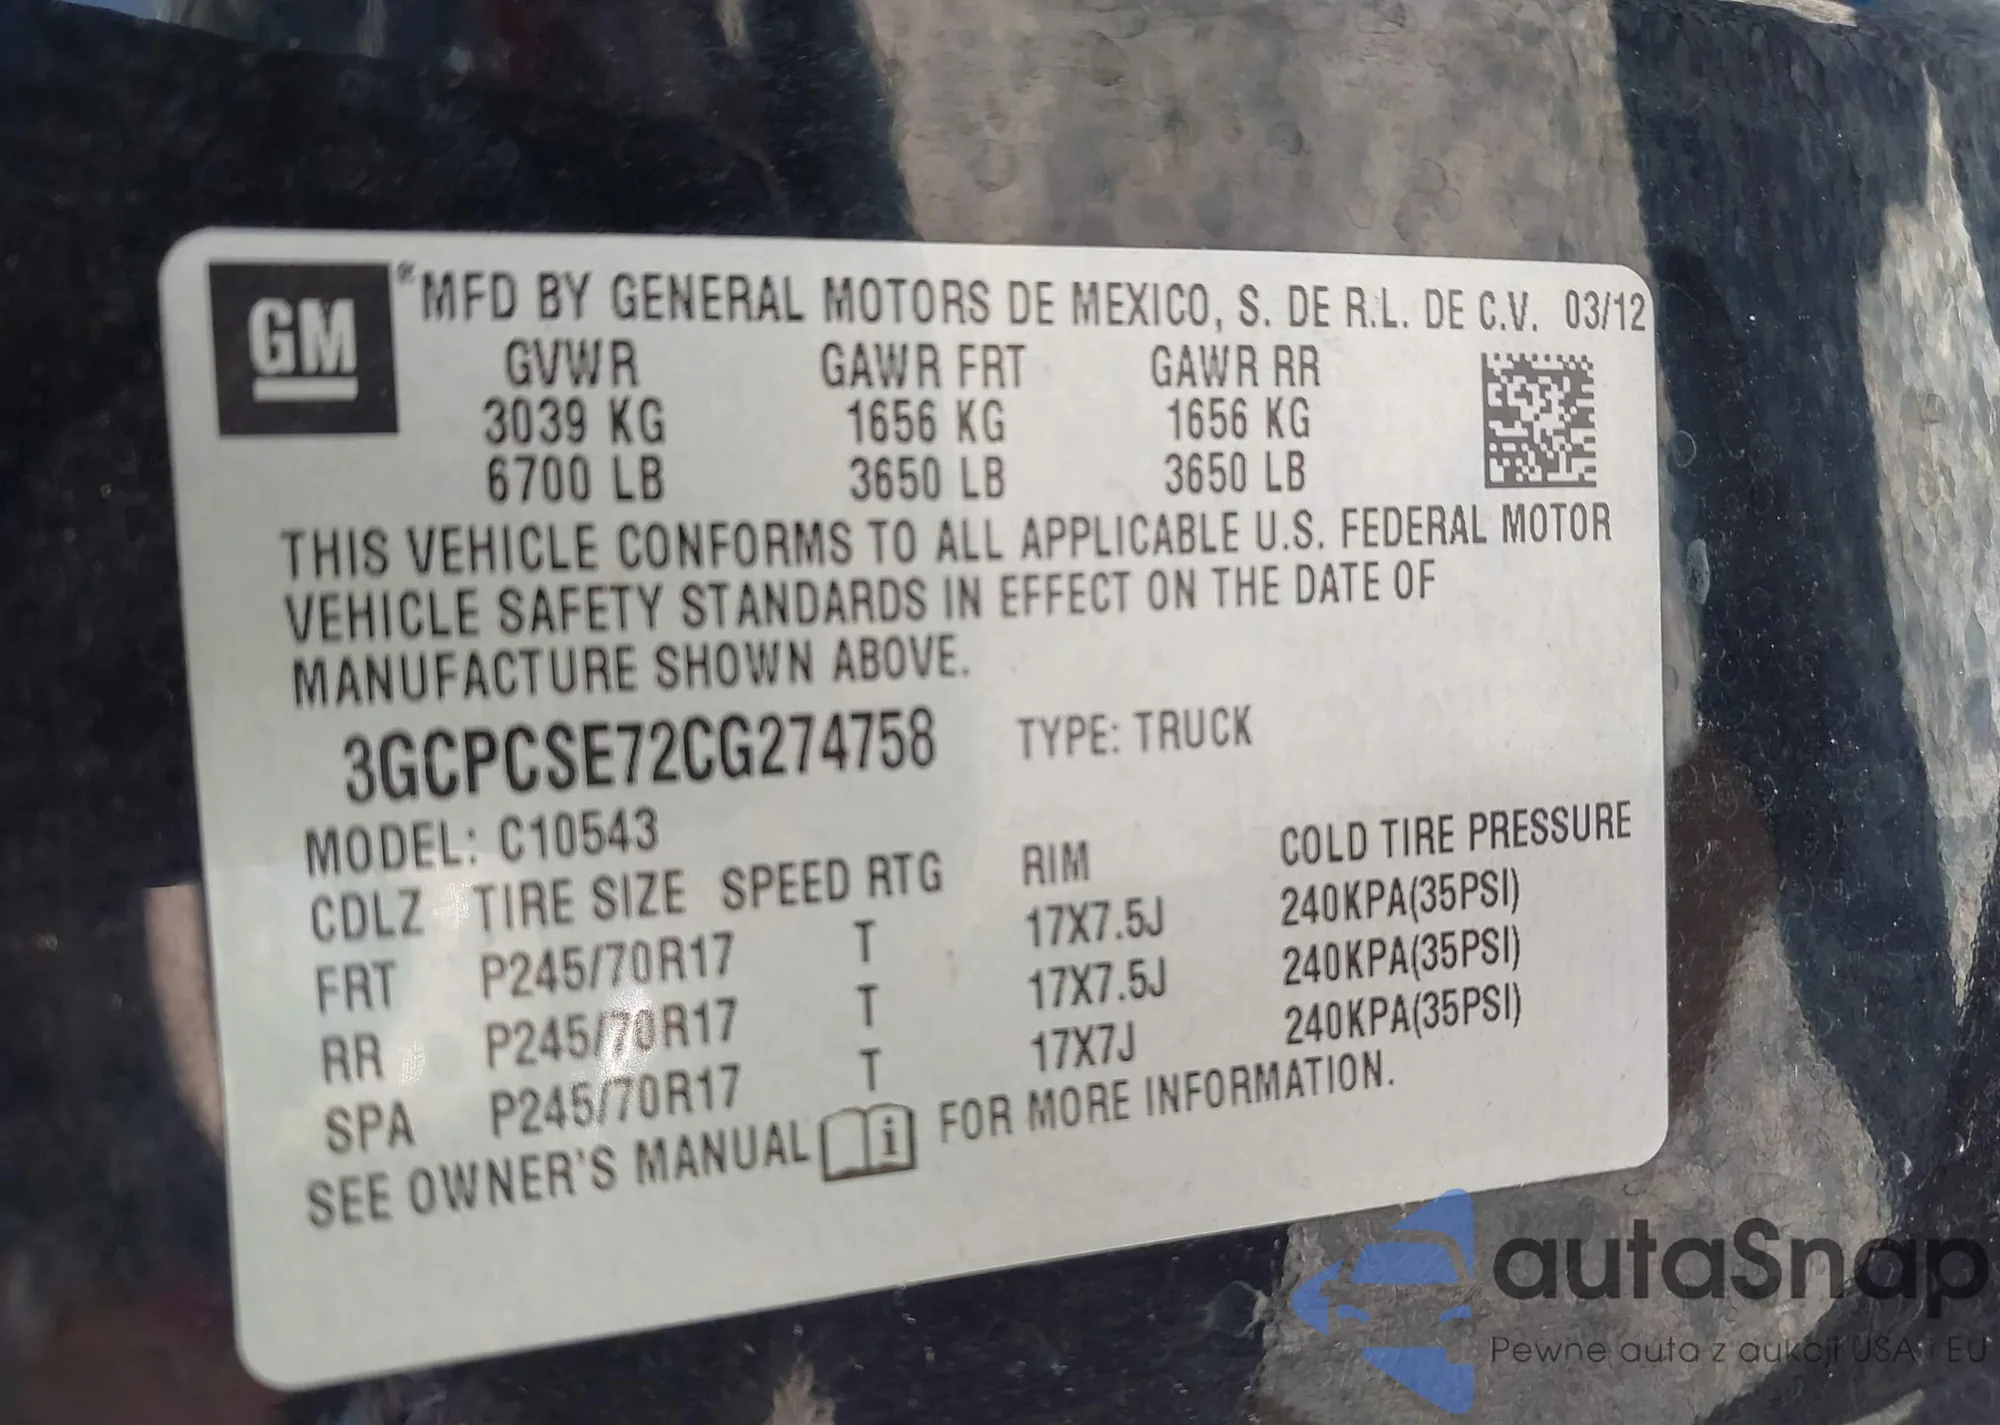 GM ® MFD BY GENERAL MOTORS DE MEXICO, S. DE R.L. DE C.V. 03/12
GVWR GAWR FRT GAWR RR
3039 KG 1656 KG 1656 KG
6700 LB 3650 LB 3650 LB
THIS VEHICLE CONFORMS TO ALL APPLICABLE U.S. FEDERAL MOTOR
VEHICLE SAFETY STANDARDS IN EFFECT ON THE DATE OF
MANUFACTURE SHOWN ABOVE.
3GCPCSE72CG274758 TYPE: TRUCK
MODEL: C10543
CDLZ TIRE SIZE SPEED RTG RIM COLD TIRE PRESSURE
FRT P245/70R17 T 17X7.5J 240KPA(35PSI)
RR P245/70R17 T 17X7.5J 240KPA(35PSI)
SPA P245/70R17 T 17X7J 240KPA(35PSI)
SEE OWNER'S MANUAL i FOR MORE INFORMATION.
autaSnap
Pewne auta z aukcji USA i EU